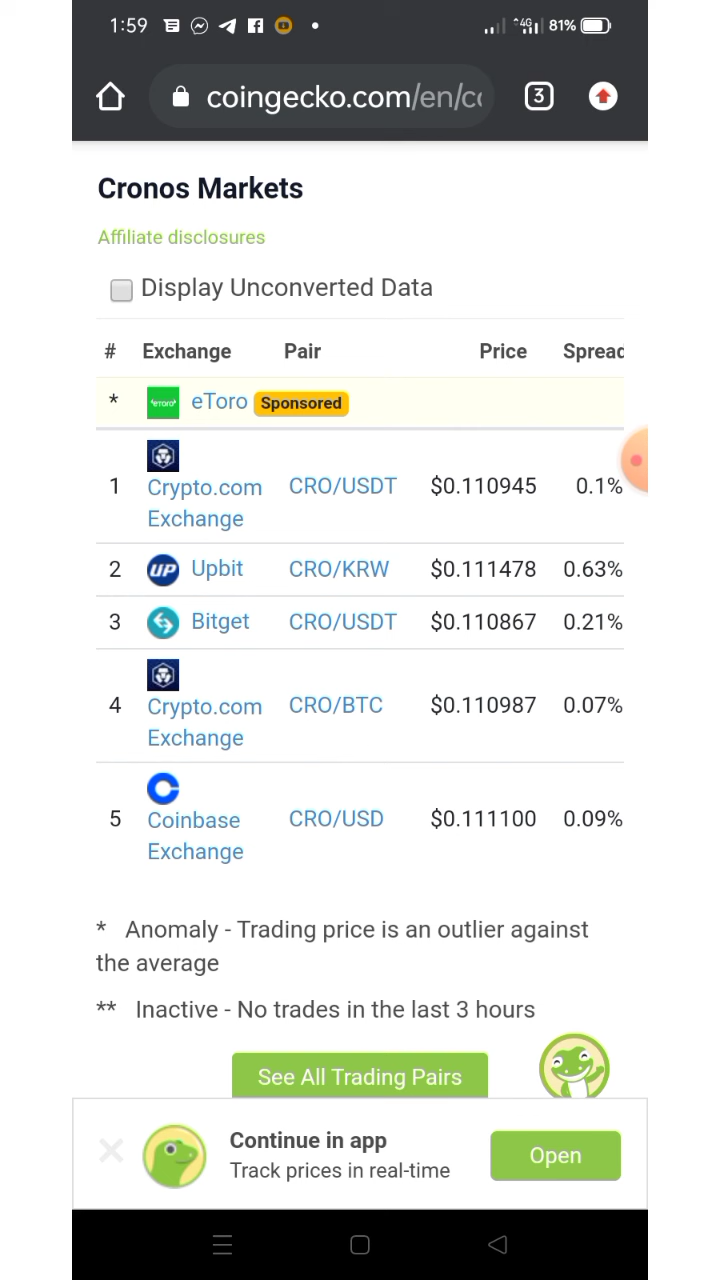 1:59 4G 81%
coingecko.com/en/co 3
Cronos Markets
Affiliate disclosures
Display Unconverted Data
# Exchange Pair Price Spread
* eToro eToro Sponsored
1 Crypto.com Exchange CRO/USDT $0.110945 0.1%
2 UP Upbit CRO/KRW $0.111478 0.63%
3 Bitget CRO/USDT $0.110867 0.21%
4 Crypto.com Exchange CRO/BTC $0.110987 0.07%
5 Coinbase Exchange CRO/USD $0.111100 0.09%
* Anomaly - Trading price is an outlier against
the average
** Inactive - No trades in the last 3 hours
See All Trading Pairs
Continue in app
Track prices in real-time
Open